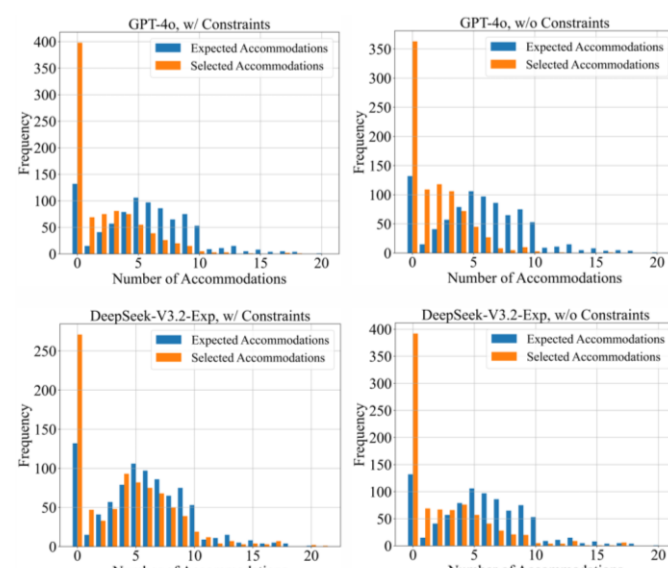 GPT-4o, w/ Constraints
Expected Accommodations
Selected Accommodations
Frequency
400
350
300
250
200
150
100
50
0
0 5 10 15 20
Number of Accommodations
GPT-4o, w/o Constraints
Expected Accommodations
Selected Accommodations
Frequency
350
300
250
200
150
100
50
0
0 5 10 15 20
Number of Accommodations
DeepSeek-V3.2-Exp, w/ Constraints
Expected Accommodations
Selected Accommodations
Frequency
250
200
150
100
50
0
0 5 10 15 20
DeepSeek-V3.2-Exp, w/o Constraints
Expected Accommodations
Selected Accommodations
Frequency
400
350
300
250
200
150
100
50
0
0 5 10 15 20